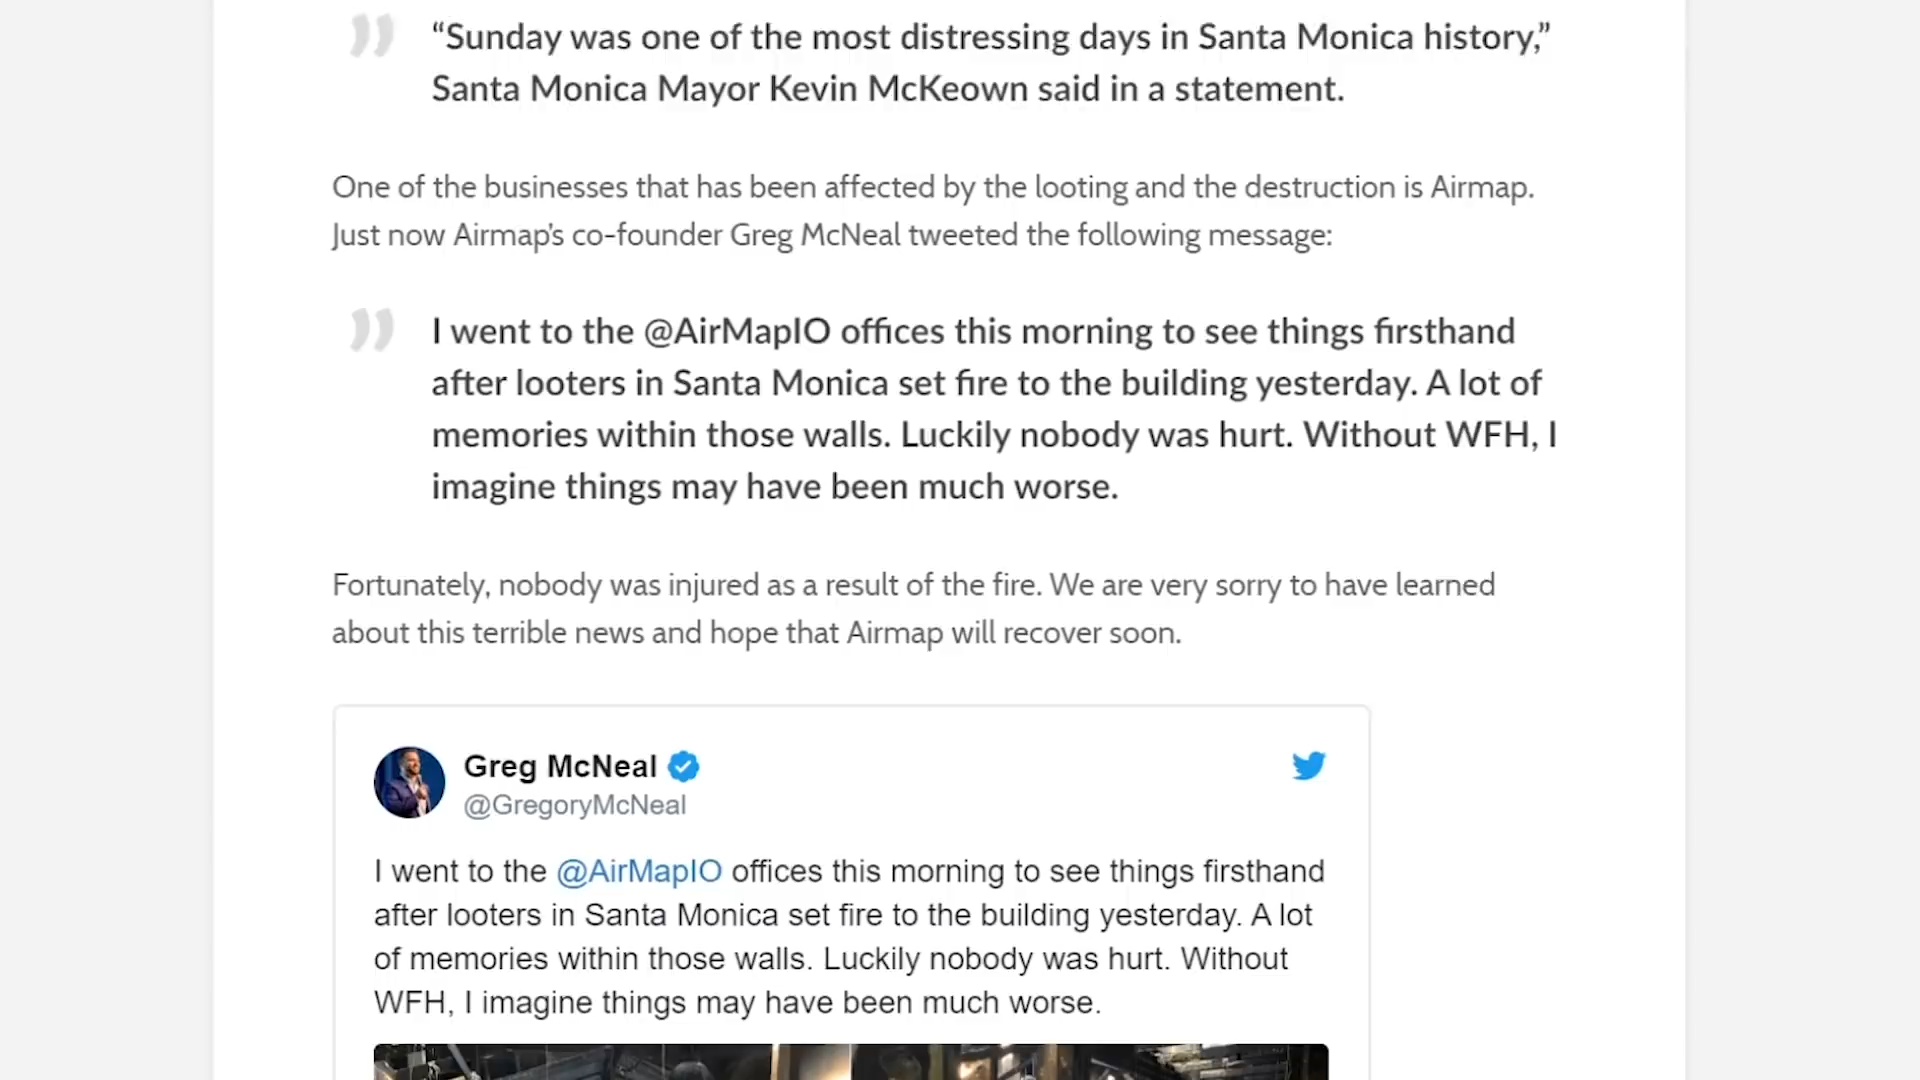 “Sunday was one of the most distressing days in Santa Monica history,”
Santa Monica Mayor Kevin McKeown said in a statement.
One of the businesses that has been affected by the looting and the destruction is Airmap.
Just now Airmap’s co-founder Greg McNeal tweeted the following message:
I went to the @AirMapIO offices this morning to see things firsthand
after looters in Santa Monica set fire to the building yesterday. A lot of
memories within those walls. Luckily nobody was hurt. Without WFH, I
imagine things may have been much worse.
Fortunately, nobody was injured as a result of the fire. We are very sorry to have learned
about this terrible news and hope that Airmap will recover soon.
Greg McNeal
@GregoryMcNeal
I went to the @AirMapIO offices this morning to see things firsthand
after looters in Santa Monica set fire to the building yesterday. A lot
of memories within those walls. Luckily nobody was hurt. Without
WFH, I imagine things may have been much worse.